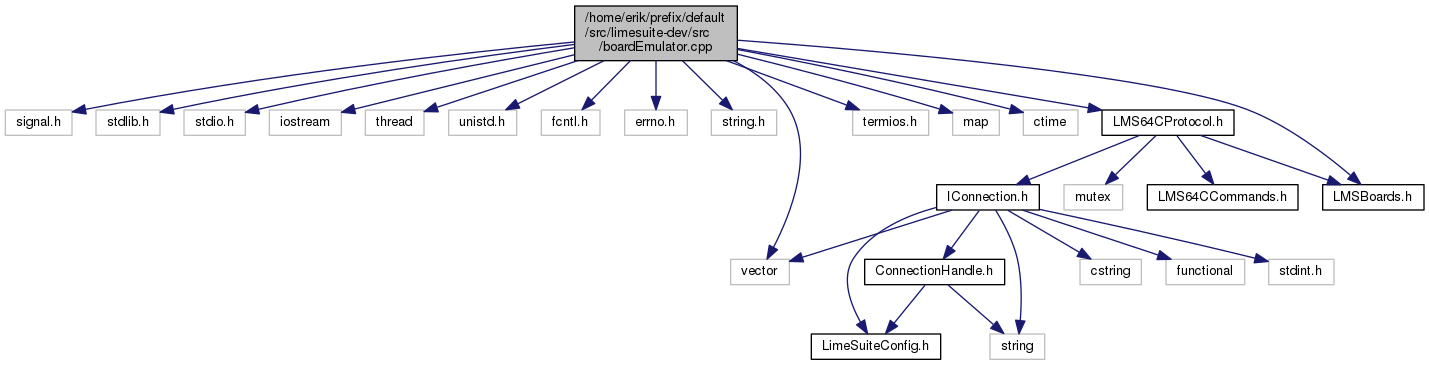 /home/erik/prefix/default
/src/limesuite-dev/src
/boardEmulator.cpp
signal.h
stdlib.h
stdio.h
iostream
thread
unistd.h
fcntl.h
errno.h
string.h
termios.h
map
ctime
LMS64CProtocol.h
IConnection.h
mutex
LMS64CCommands.h
LMSBoards.h
vector
ConnectionHandle.h
cstring
functional
stdint.h
LimeSuiteConfig.h
string